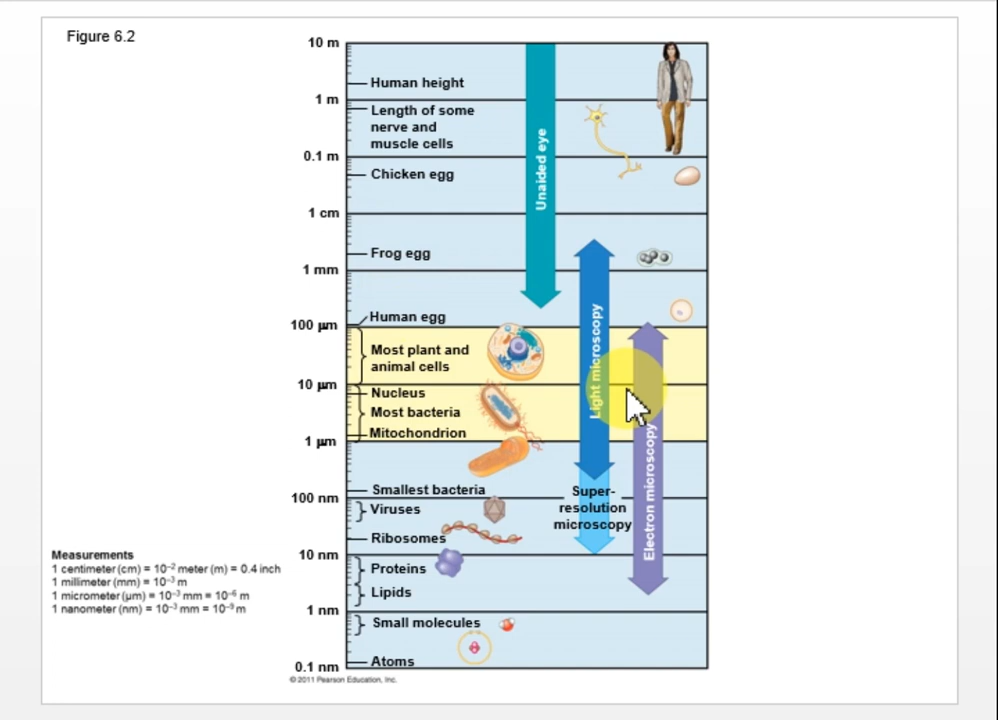 Figure 6.2
10 m
Human height
1 m
Length of some
nerve and
muscle cells
0.1 m
Chicken egg
Unaided eye
1 cm
Frog egg
1 mm
Human egg
100 µm
Most plant and
animal cells
Light microscopy
10 µm
Nucleus
Most bacteria
Mitochondrion
1 µm
Electron microscopy
Smallest bacteria
100 nm
Super-
resolution
microscopy
Viruses
Ribosomes
10 nm
Proteins
Lipids
1 nm
Small molecules
Atoms
0.1 nm
Measurements
1 centimeter (cm) = 10⁻² meter (m) = 0.4 inch
1 millimeter (mm) = 10⁻³ m
1 micrometer (µm) = 10⁻³ mm = 10⁻⁶ m
1 nanometer (nm) = 10⁻³ mm = 10⁻⁹ m
© 2011 Pearson Education, Inc.